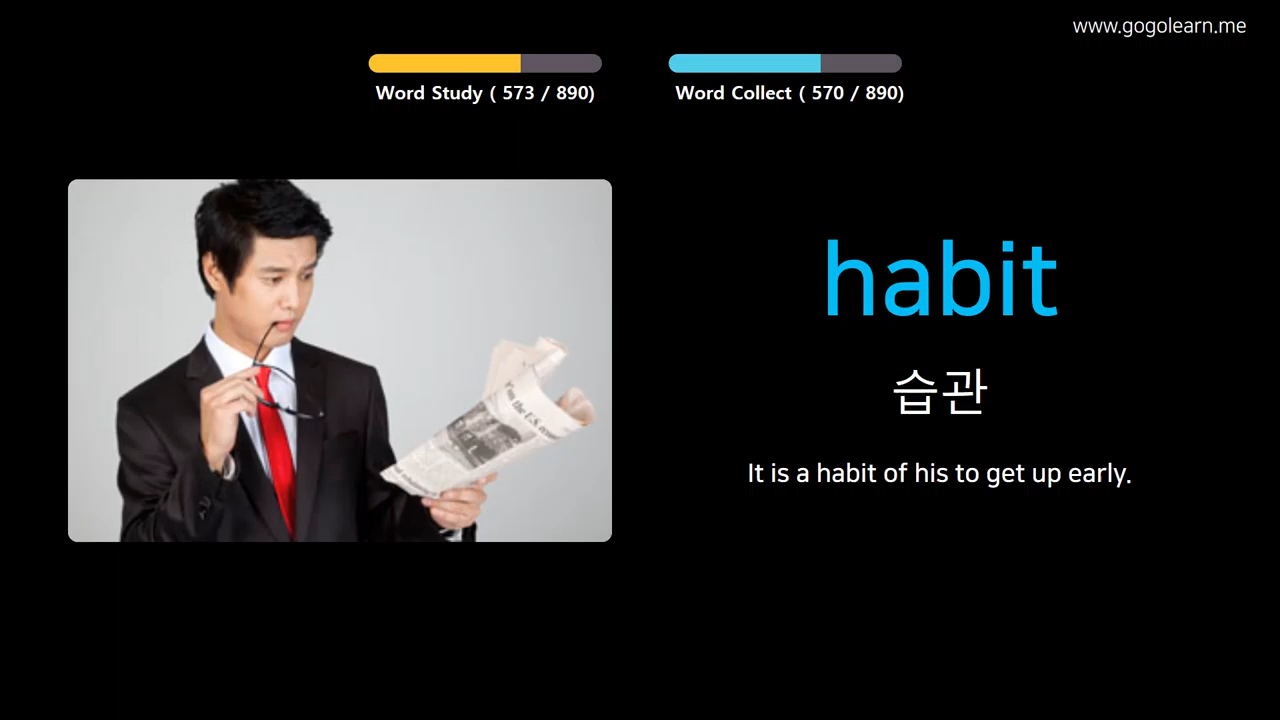 www.gogolearn.me
Word Study ( 573 / 890)
Word Collect ( 570 / 890)
habit
습관
It is a habit of his to get up early.